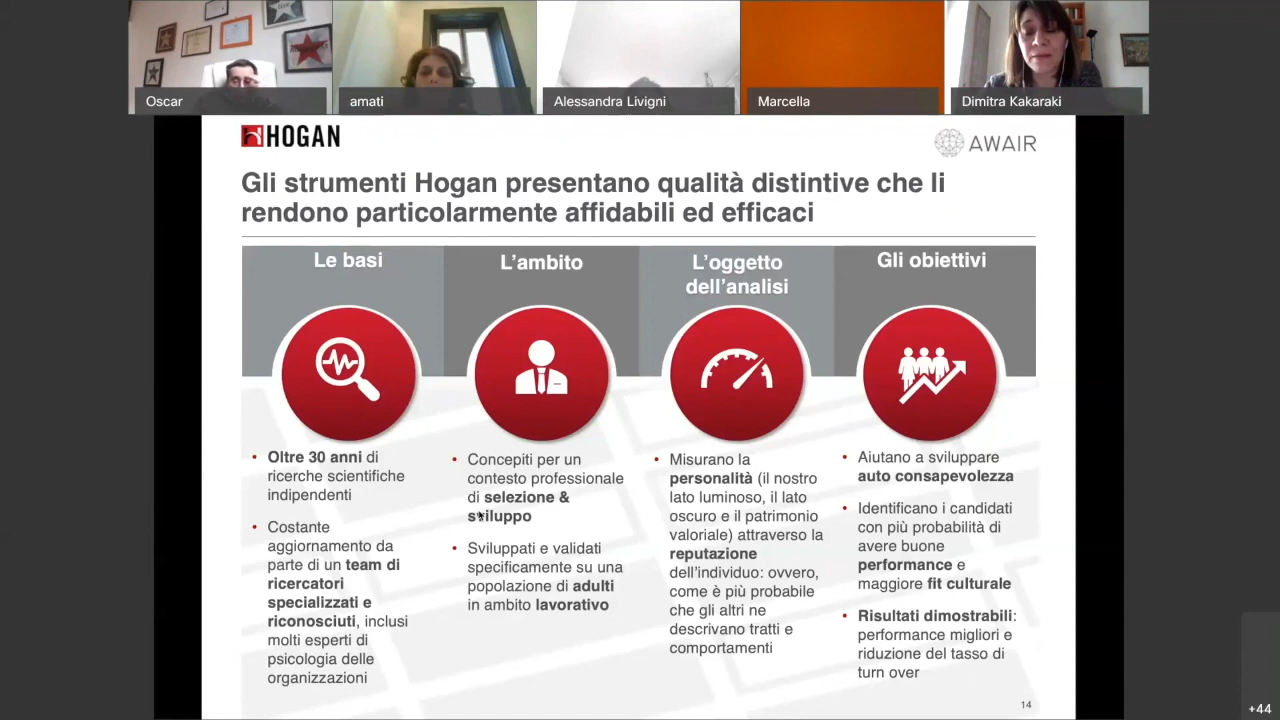 Oscar
amati
Alessandra Livigni
Marcella
Dimitra Kakaraki
HOGAN
AWAIR
Gli strumenti Hogan presentano qualità distintive che li
rendono particolarmente affidabili ed efficaci
Le basi
L'ambito
L'oggetto
dell'analisi
Gli obiettivi
• Oltre 30 anni di
ricerche scientifiche
indipendenti
• Costante
aggiornamento da
parte di un team di
ricercatori
specializzati e
riconosciuti, inclusi
molti esperti di
psicologia delle
organizzazioni
• Concepiti per un
contesto professionale
di selezione &
sviluppo
• Sviluppati e validati
specificamente su una
popolazione di adulti
in ambito lavorativo
• Misurano la
personalità (il nostro
lato luminoso, il lato
oscuro e il patrimonio
valoriale) attraverso la
reputazione
dell'individuo: ovvero,
come è più probabile
che gli altri ne
descrivano tratti e
comportamenti
• Aiutano a sviluppare
auto consapevolezza
• Identificano i candidati
con più probabilità di
avere buone
performance e
maggiore fit culturale
• Risultati dimostrabili:
performance migliori e
riduzione del tasso di
turn over
14
+44